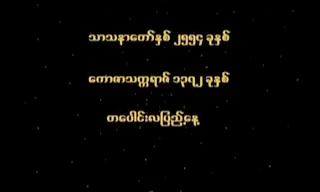 သာသနာတော်နှစ် ၂၅၅၄ ခုနှစ်
ကောဇာသက္ကရာဇ် ၁၃၇၂ ခုနှစ်
တပေါင်းလပြည့်နေ့